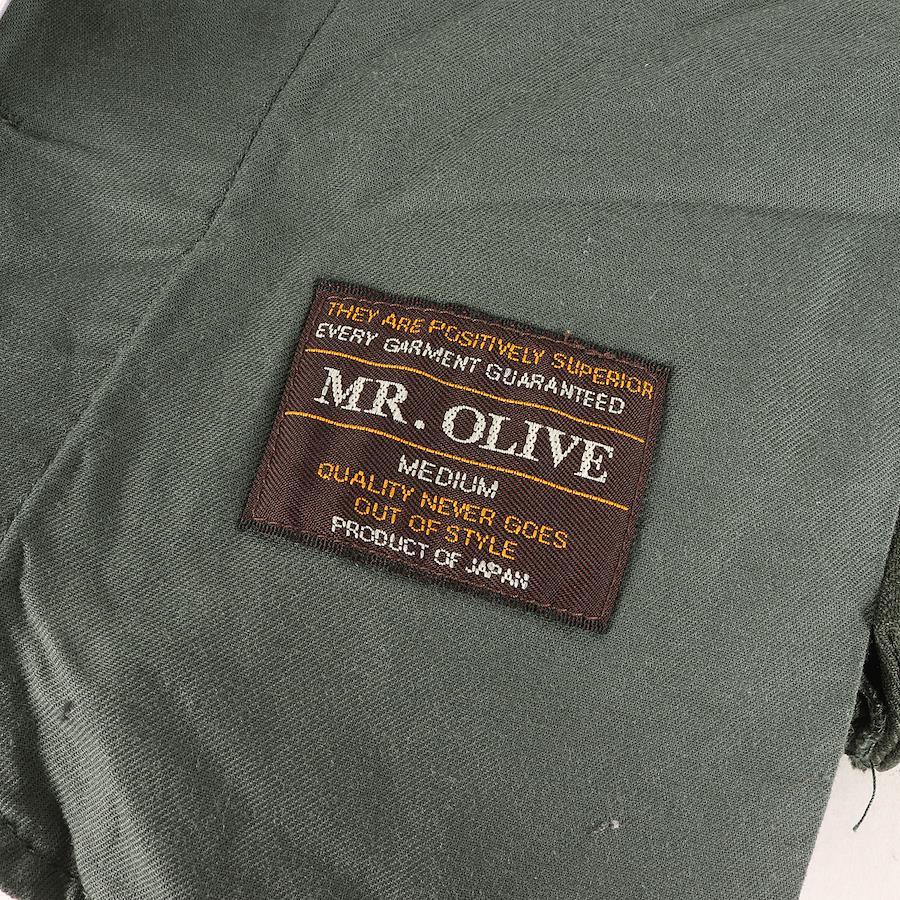 THEY ARE POSITIVELY SUPERIOR
EVERY GARMENT GUARANTEED
MR. OLIVE
MEDIUM
QUALITY NEVER GOES
OUT OF STYLE
PRODUCT OF JAPAN